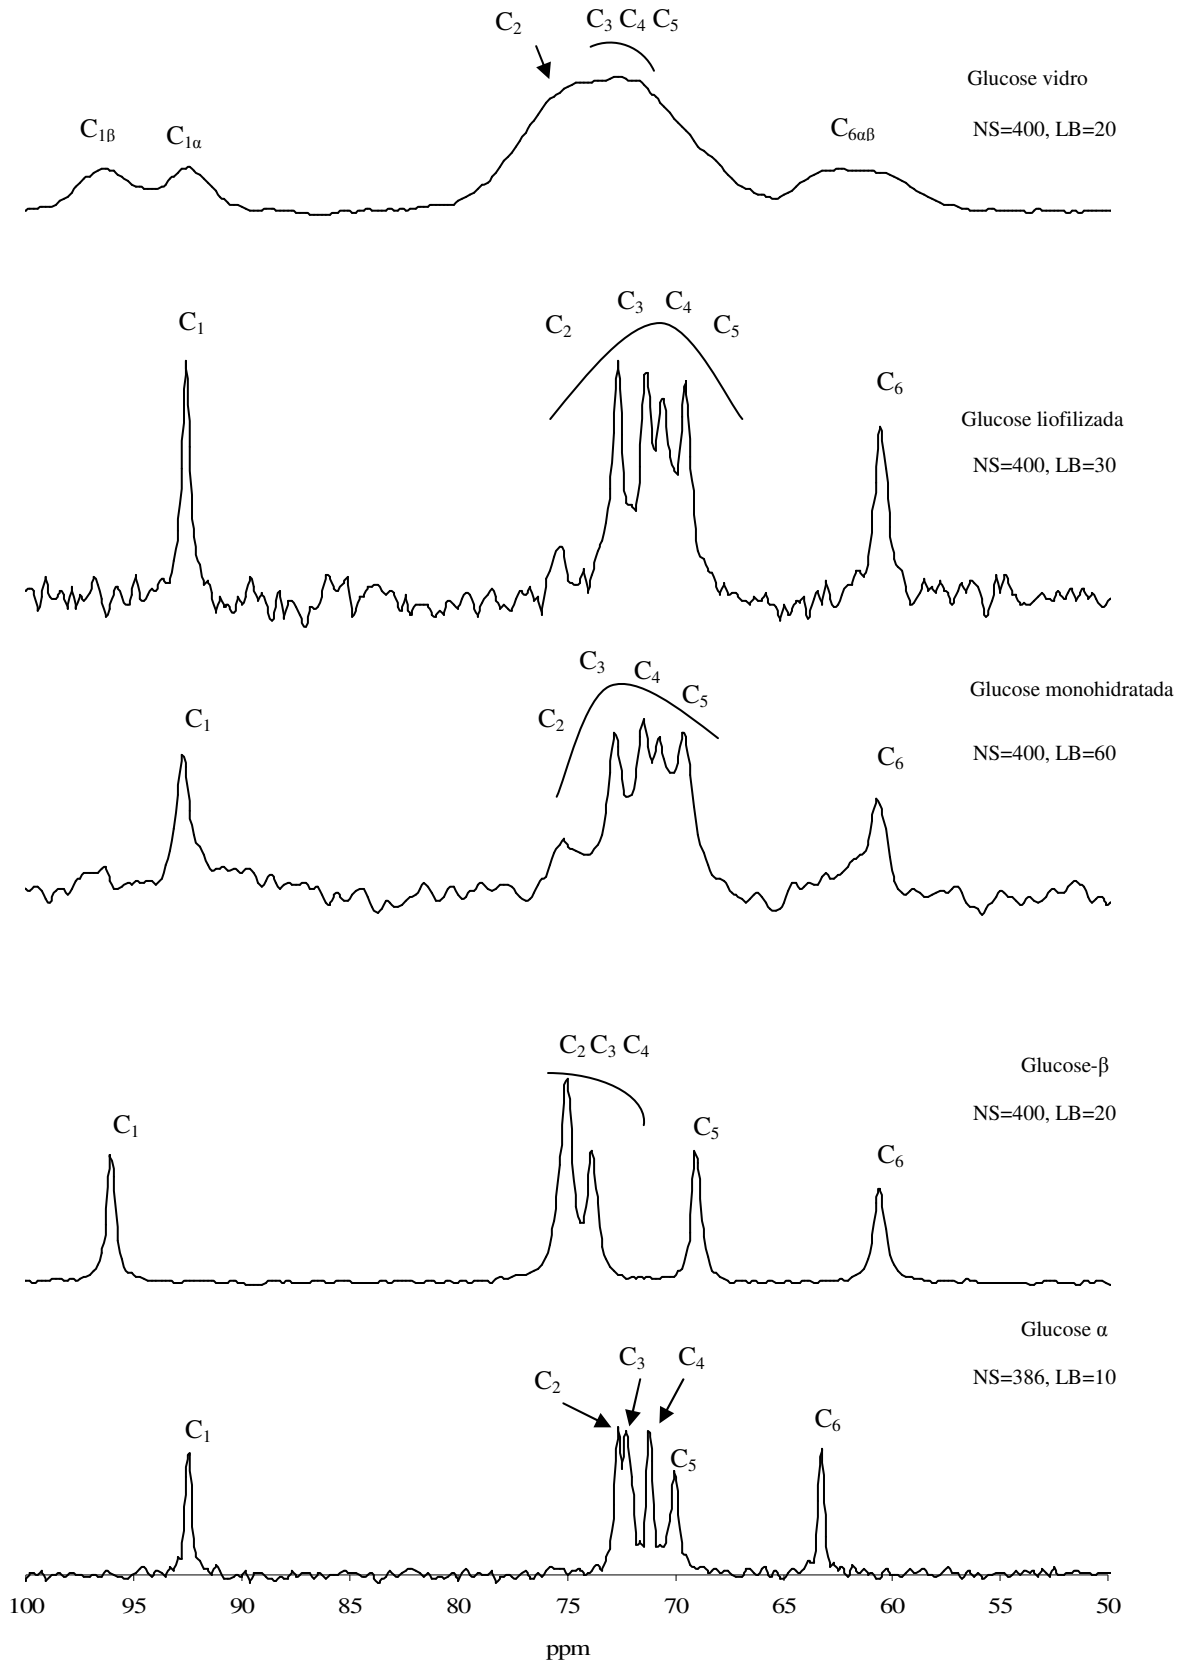 C₂ C₃ C₄ C₅
Glucose vidro
C₁β C₁α C₆αβ NS=400, LB=20
C₃ C₄
C₁ C₂ C₅
C₆
Glucose liofilizada
NS=400, LB=30
C₃ C₄
Glucose monohidratada
C₁ C₂ C₅
C₆ NS=400, LB=60
C₂ C₃ C₄
Glucose-β
NS=400, LB=20
C₁ C₅
C₆
Glucose α
C₃ C₄
C₂ NS=386, LB=10
C₁ C₆
C₅
100 95 90 85 80 75 70 65 60 55 50
ppm